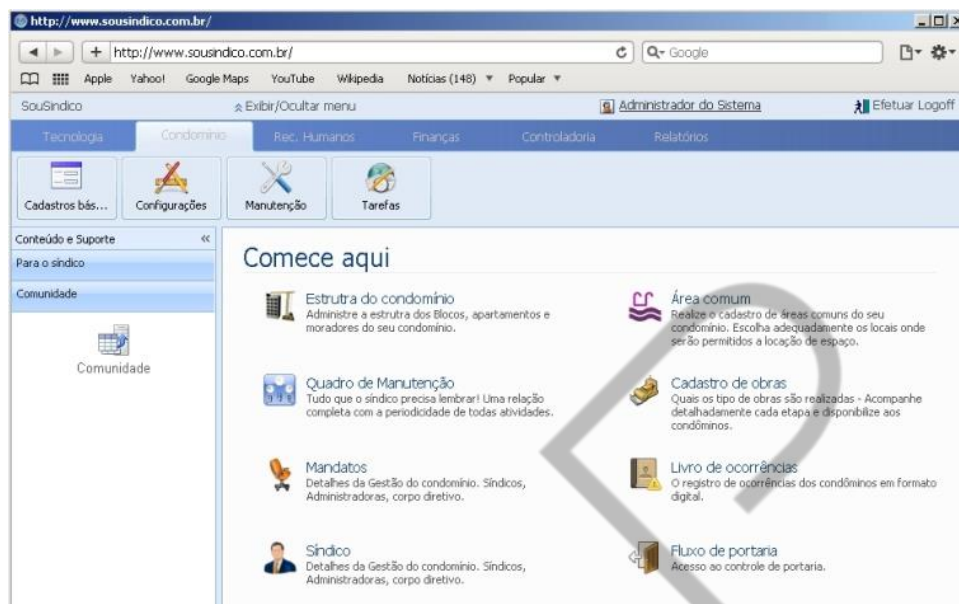 http://www.sousindico.com.br/
http://www.sousindico.com.br/
Google
Apple Yahoo! Google Maps YouTube Wikipedia Notícias (148) Popular
SouSindico Exibir/Ocultar menu Administrador do Sistema Efetuar Logoff
Tecnologia Condomínio Rec. Humanos Finanças Controladoria Relatórios
Cadastros bás... Configurações Manutenção Tarefas
Conteúdo e Suporte
Para o síndico
Comunidade
Comunidade
Comece aqui
Estrutra do condomínio
Administre a estrutra dos Blocos, apartamentos e
moradores do seu condomínio.
Área comum
Realize o cadastro de áreas comuns do seu
condomínio. Escolha adequadamente os locais onde
serão permitidos a locação de espaço.
Quadro de Manutenção
Tudo que o síndico precisa lembrar! Uma relação
completa com a periodicidade de todas atividades.
Cadastro de obras
Quais os tipo de obras são realizadas - Acompanhe
detalhadamente cada etapa e disponibilize aos
condôminos.
Mandatos
Detalhes da Gestão do condomínio. Síndicos,
Administradoras, corpo diretivo.
Livro de ocorrências
O registro de ocorrências dos condôminos em formato
digital.
Síndico
Detalhes da Gestão do condomínio. Síndicos,
Administradoras, corpo diretivo.
Fluxo de portaria
Acesso ao controle de portaria.